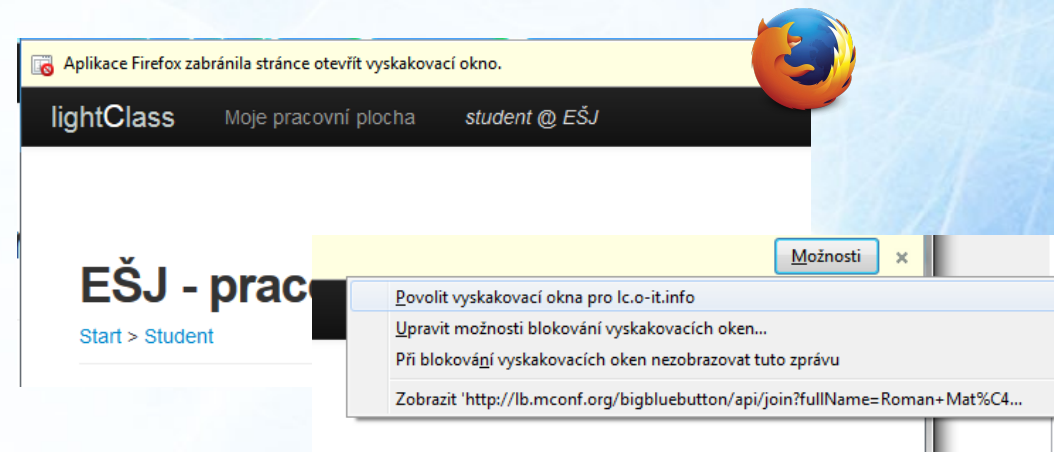 Aplikace Firefox zabránila stránce otevřít vyskakovací okno.
lightClass Moje pracovní plocha student @ EŠJ
EŠJ - prac
Start > Student
Možnosti
Povolit vyskakovací okna pro lc.o-it.info
Upravit možnosti blokování vyskakovacích oken...
Při blokování vyskakovacích oken nezobrazovat tuto zprávu
Zobrazit 'http://lb.mconf.org/bigbluebutton/api/join?fullName=Roman+Mat%C4...